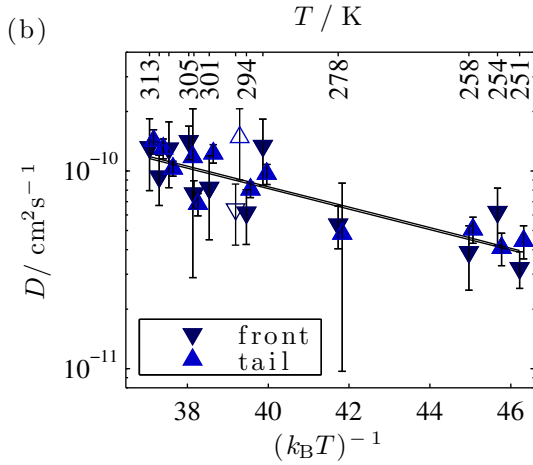 T / K
(b)
313 305 301 294 278 258 254 251
10⁻¹⁰
D/ cm²s⁻¹
front
tail
10⁻¹¹
38 40 42 44 46
(k_B T)⁻¹